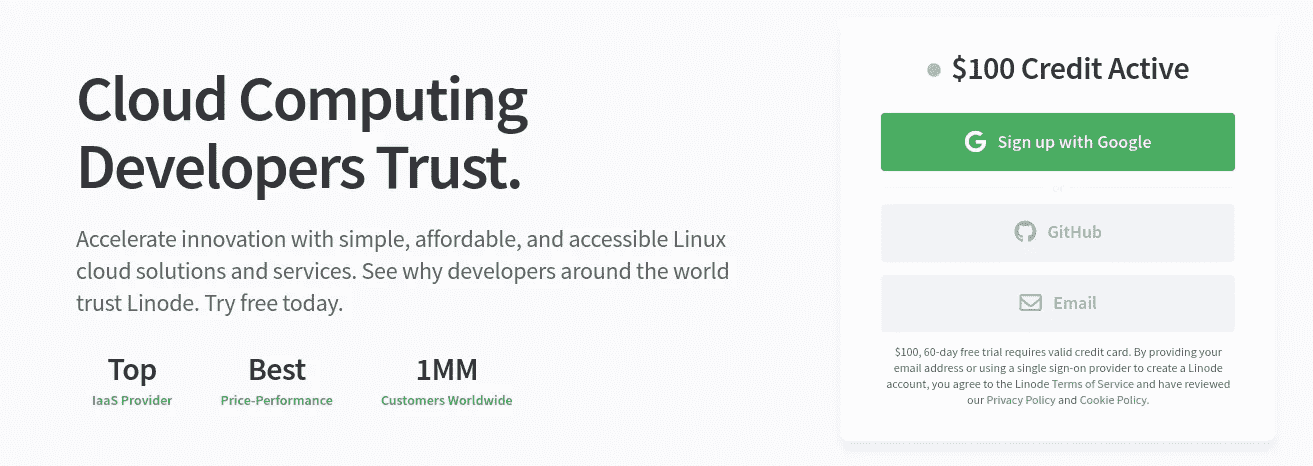 Cloud Computing
Developers Trust.
Accelerate innovation with simple, affordable, and accessible Linux
cloud solutions and services. See why developers around the world
trust Linode. Try free today.
Top
IaaS Provider
Best
Price-Performance
1MM
Customers Worldwide
$100 Credit Active
Sign up with Google
GitHub
Email
$100, 60-day free trial requires valid credit card. By providing your
email address or using a single sign-on provider to create a Linode
account, you agree to the Linode Terms of Service and have reviewed
our Privacy Policy and Cookie Policy.